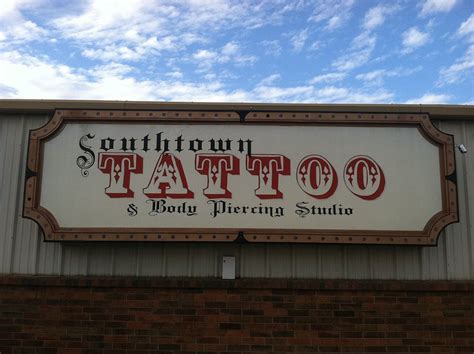 Southtown
TATTOO
& Body Piercing Studio